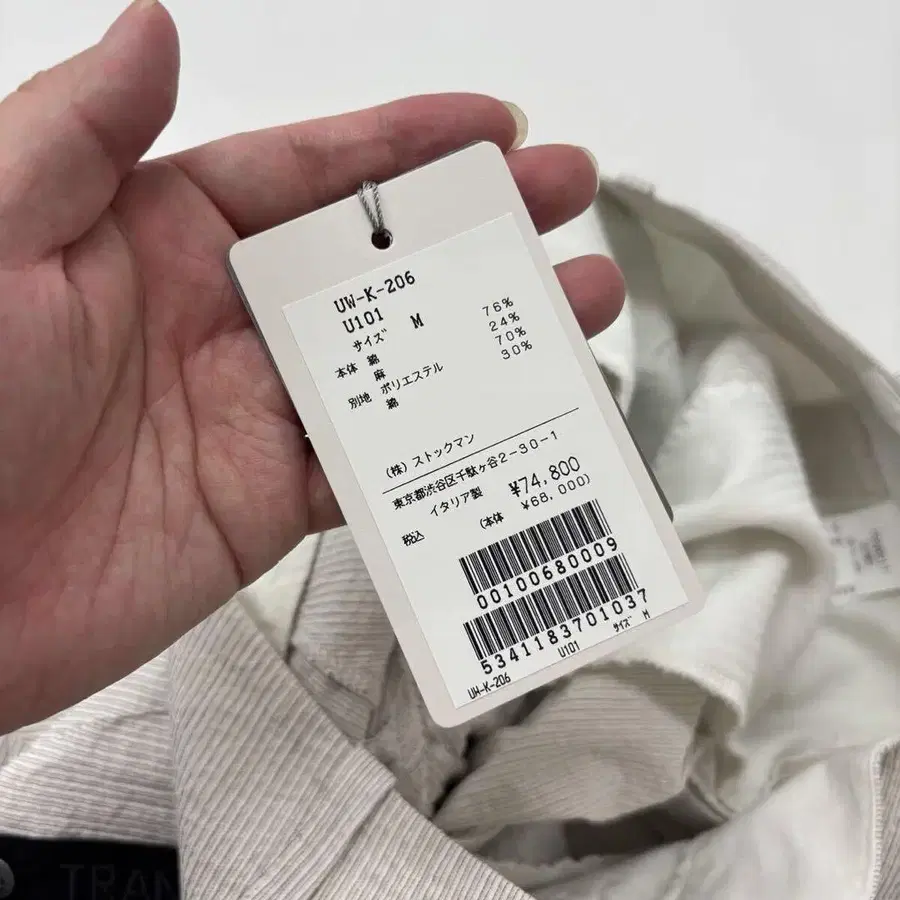 UW-K-206
U101
サイズ M
本体 綿 76%
麻 24%
別地 ポリエステル 70%
綿 30%
(株) ストックマン
東京都渋谷区千駄ヶ谷2-30-1
イタリア製 ¥74,800
税込 (本体 ¥68,000)
00100680009
5341183701037
UW-K-206 U101 サイズ M
TRAN